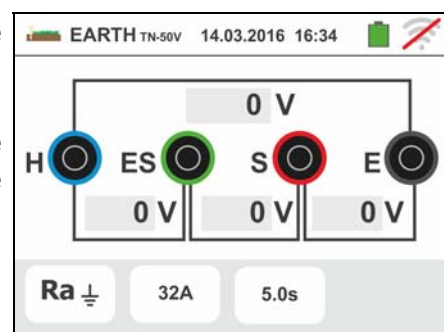 EARTH TN-50V 14.03.2016 16:34
0 V
H ES S E
0 V 0 V 0 V
Ra 32A 5.0s